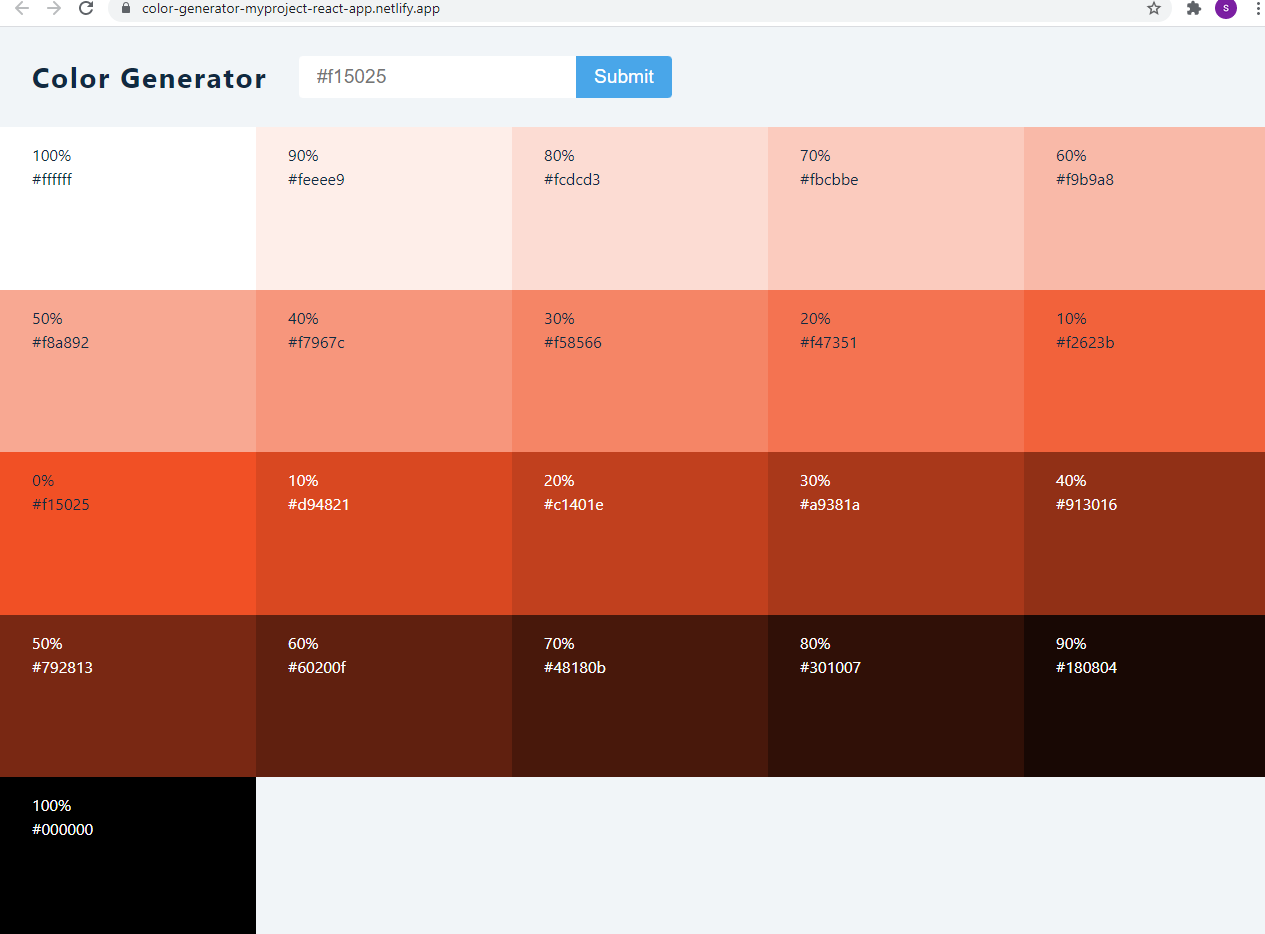 color-generator-myproject-react-app.netlify.app
S
Color Generator
#f15025
Submit
100%
#ffffff
90%
#feeee9
80%
#fcdcd3
70%
#fbcbbe
60%
#f9b9a8
50%
#f8a892
40%
#f7967c
30%
#f58566
20%
#f47351
10%
#f2623b
0%
#f15025
10%
#d94821
20%
#c1401e
30%
#a9381a
40%
#913016
50%
#792813
60%
#60200f
70%
#48180b
80%
#301007
90%
#180804
100%
#000000